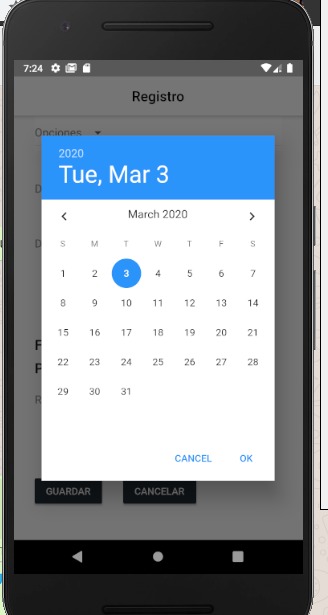 7:24
Registro
Opciones
D
2020
Tue, Mar 3
March 2020
S M T W T F S
1 2 3 4 5 6 7
8 9 10 11 12 13 14
15 16 17 18 19 20 21
22 23 24 25 26 27 28
29 30 31
D
F
P
R
CANCEL OK
GUARDAR CANCELAR